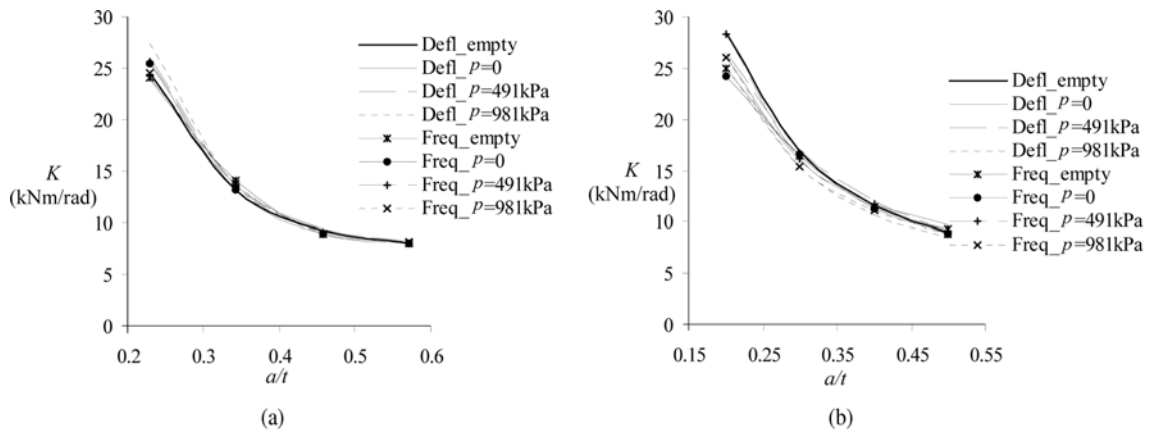 30
25
20
15
10
5
0
K
(kNm/rad)
0.2
0.3
0.4
0.5
0.6
a/t
Defl_empty
Defl_p=0
Defl_p=491kPa
Defl_p=981kPa
Freq_empty
Freq_p=0
Freq_p=491kPa
Freq_p=981kPa
(a)
30
25
20
15
10
5
0
K
(kNm/rad)
0.15
0.25
0.35
0.45
0.55
a/t
Defl_empty
Defl_p=0
Defl_p=491kPa
Defl_p=981kPa
Freq_empty
Freq_p=0
Freq_p=491kPa
Freq_p=981kPa
(b)